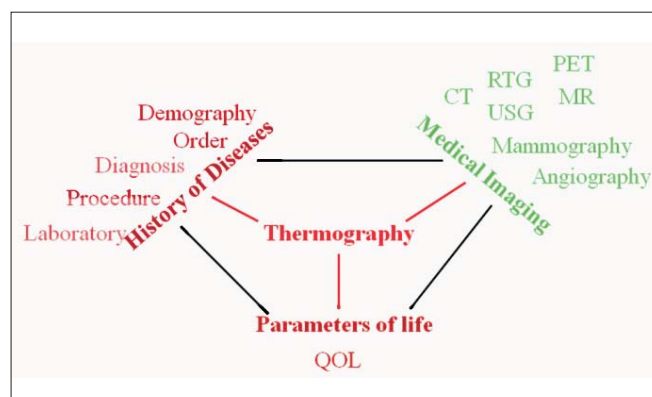 PET
RTG
CT
MR
USG
Demography
Order
Mammography
Diagnosis
Angiography
Procedure
Laboratory
History of Diseases
Medical Imaging
Thermography
Parameters of life
QOL